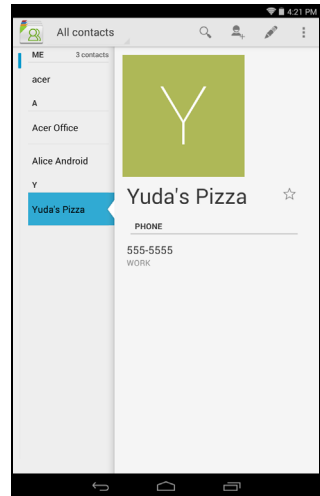 4:21 PM
All contacts
ME 3 contacts
acer
A
Acer Office
Alice Android
Y
Yuda's Pizza
Y
Yuda's Pizza
PHONE
555-5555
WORK